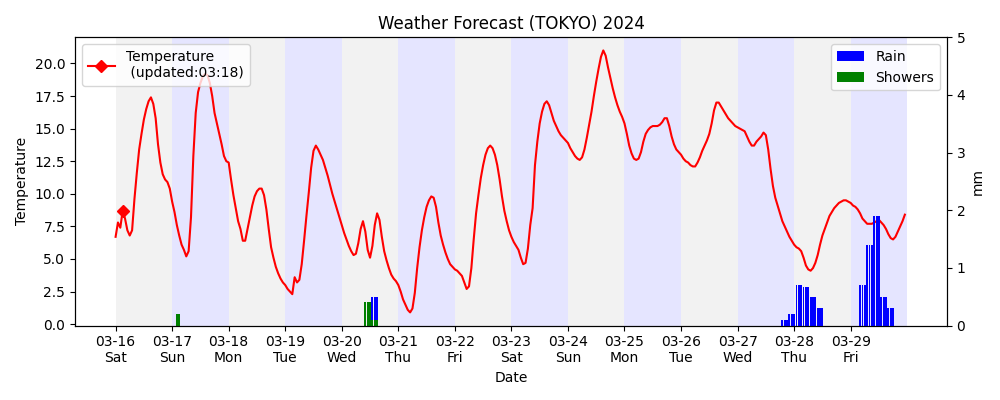 Weather Forecast (TOKYO) 2024
Temperature
(updated:03:18)
Rain
Showers
Temperature
20.0
17.5
15.0
12.5
10.0
7.5
5.0
2.5
0.0
5
4
3
2
1
0
mm
03-16 03-17 03-18 03-19 03-20 03-21 03-22 03-23 03-24 03-25 03-26 03-27 03-28 03-29
Sat Sun Mon Tue Wed Thu Fri Sat Sun Mon Tue Wed Thu Fri
Date